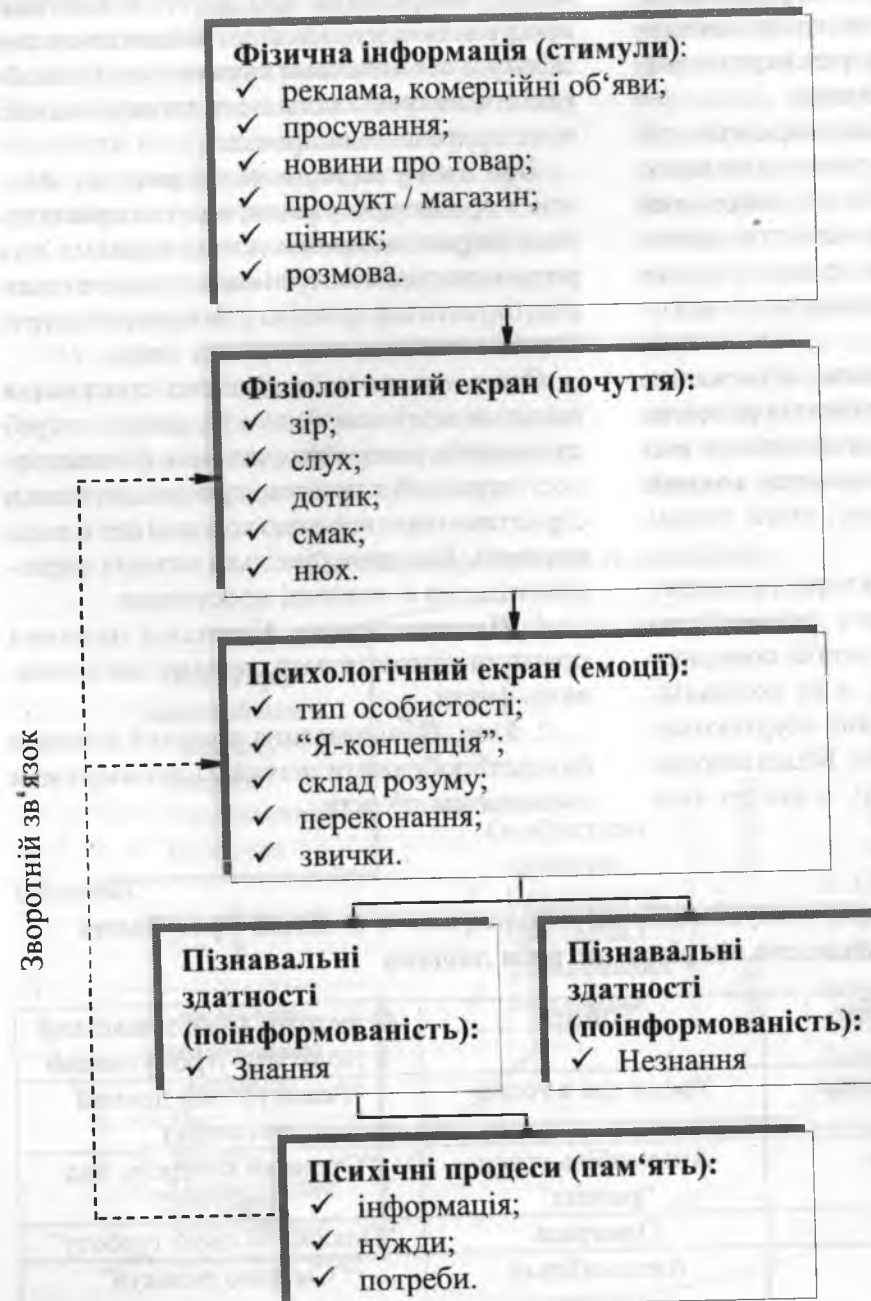 Фізична інформація (стимули):
✓ реклама, комерційні об‘яви;
✓ просування;
✓ новини про товар;
✓ продукт / магазин;
✓ цінник;
✓ розмова.
Фізіологічний екран (почуття):
✓ зір;
✓ слух;
✓ дотик;
✓ смак;
✓ нюх.
Психологічний екран (емоції):
✓ тип особистості;
✓ “Я-концепція”;
✓ склад розуму;
✓ переконання;
✓ звички.
Зворотній зв‘язок
Пізнавальні
здатності
(поінформованість):
✓ Знання
Пізнавальні
здатності
(поінформованість):
✓ Незнання
Психічні процеси (пам‘ять):
✓ інформація;
✓ нужди;
✓ потреби.